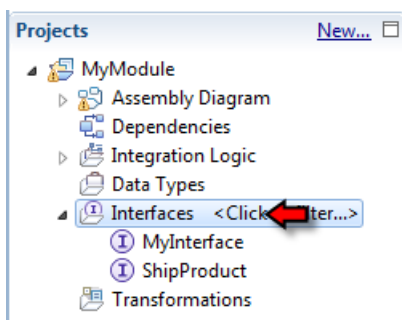 Projects New...
MyModule
Assembly Diagram
Dependencies
Integration Logic
Data Types
Interfaces <Click ter...>
MyInterface
ShipProduct
Transformations